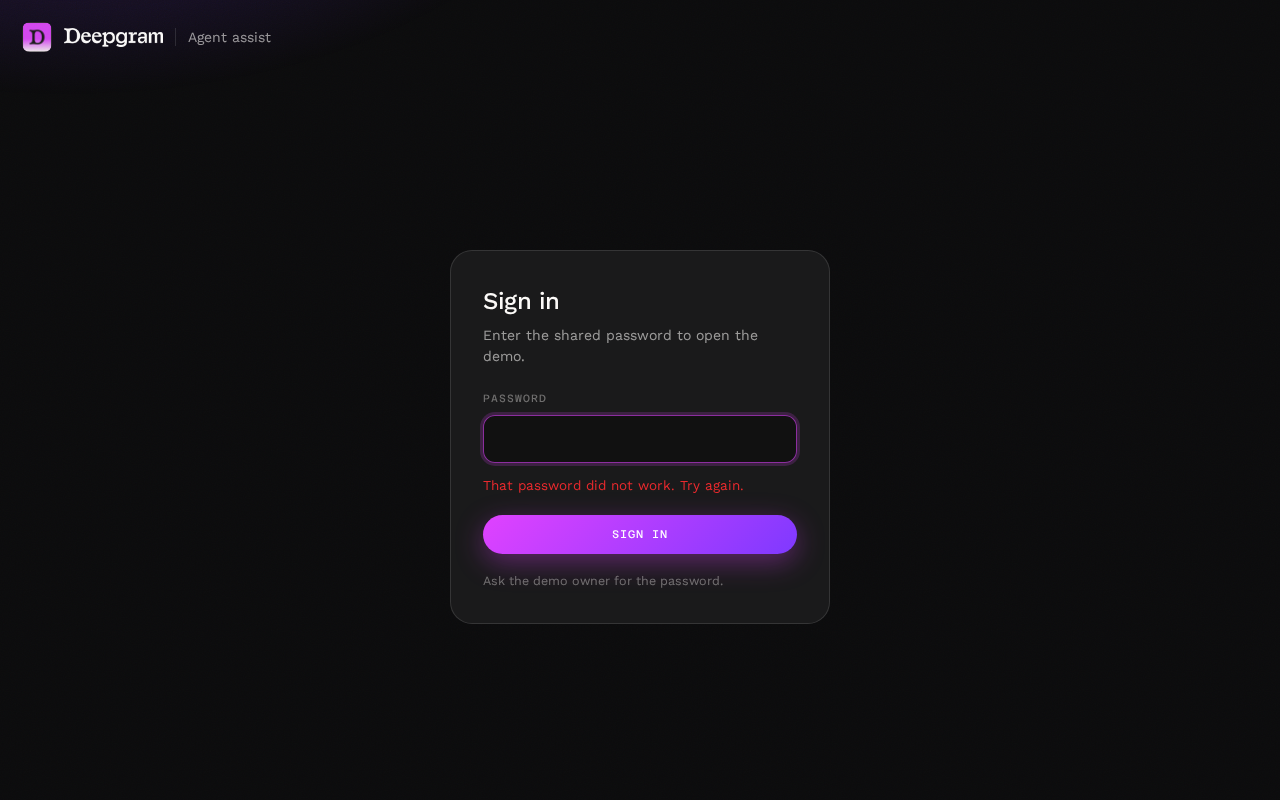 D Deepgram Agent assist
Sign in
Enter the shared password to open the
demo.
PASSWORD
That password did not work. Try again.
SIGN IN
Ask the demo owner for the password.